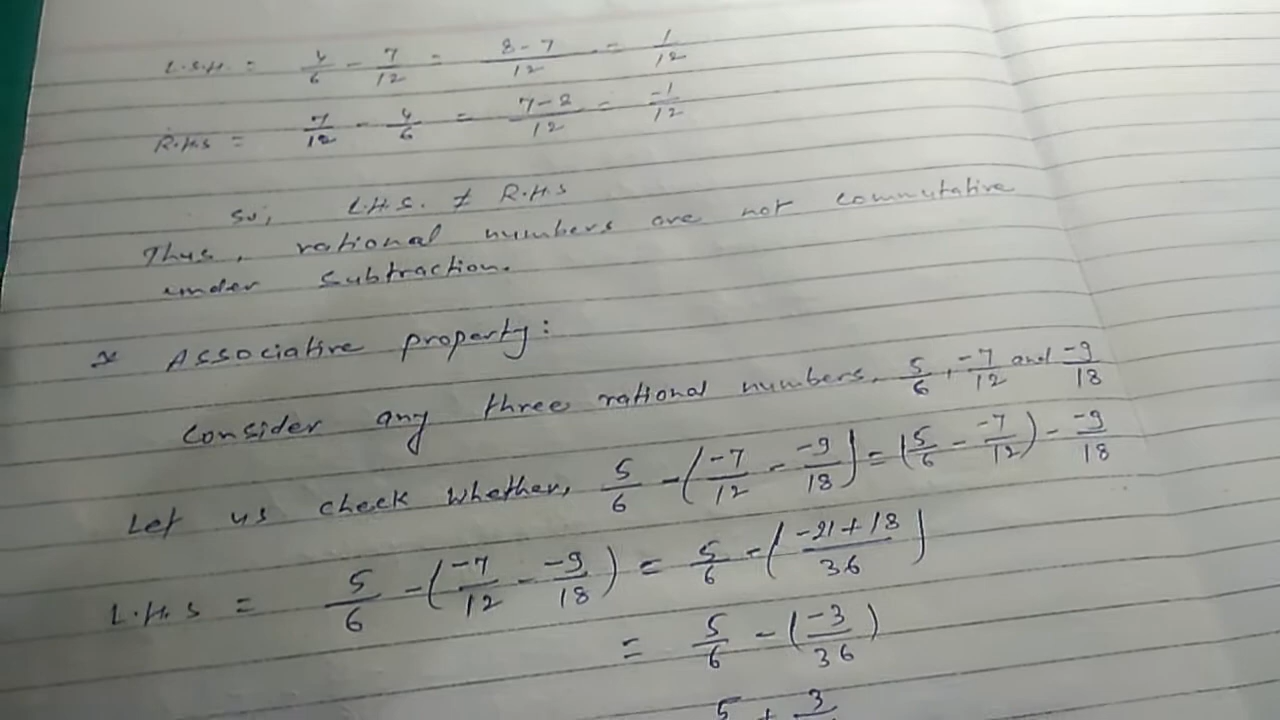 L.S.H. = 4/6 - 7/12 = 8-7/12 = 1/12
R.H.S = 7/12 - 4/6 = 7-8/12 = -1/12
So, L.H.S. ≠ R.H.S
Thus, rational numbers are not commutative
under subtraction.
* Associative property:
Consider any three rational numbers, 5/6, -7/12 and -9/18
Let us check whether, 5/6 - (-7/12 - -9/18) = (5/6 - -7/12) - -9/18
L.H.S = 5/6 - (-7/12 - -9/18) = 5/6 - (-21+18/36)
= 5/6 - (-3/36)
5 + 3